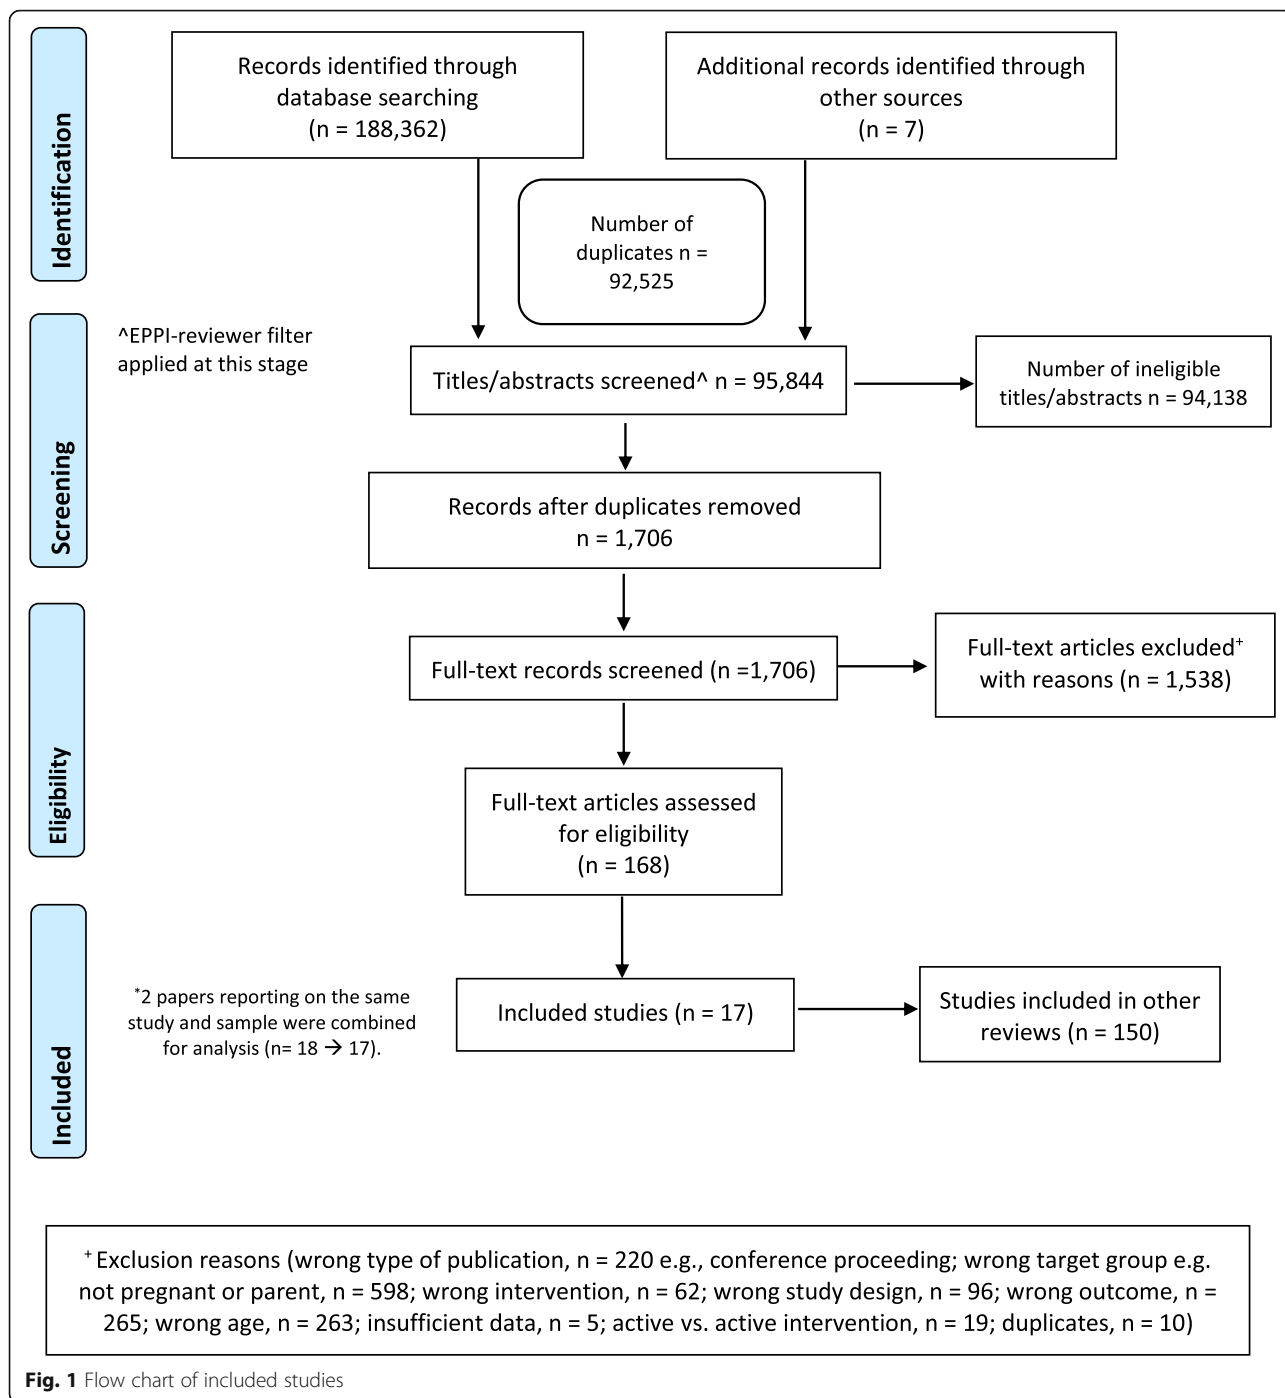 Identification
Records identified through
database searching
(n = 188,362)
Additional records identified through
other sources
(n = 7)
Number of
duplicates n =
92,525
Screening
^EPPI-reviewer filter
applied at this stage
Titles/abstracts screened^ n = 95,844
Number of ineligible
titles/abstracts n = 94,138
Records after duplicates removed
n = 1,706
Eligibility
Full-text records screened (n =1,706)
Full-text articles excluded⁺
with reasons (n = 1,538)
Full-text articles assessed
for eligibility
(n = 168)
Included
*2 papers reporting on the same
study and sample were combined
for analysis (n= 18 → 17).
Included studies (n = 17)
Studies included in other
reviews (n = 150)
⁺ Exclusion reasons (wrong type of publication, n = 220 e.g., conference proceeding; wrong target group e.g.
not pregnant or parent, n = 598; wrong intervention, n = 62; wrong study design, n = 96; wrong outcome, n =
265; wrong age, n = 263; insufficient data, n = 5; active vs. active intervention, n = 19; duplicates, n = 10)
Fig. 1 Flow chart of included studies